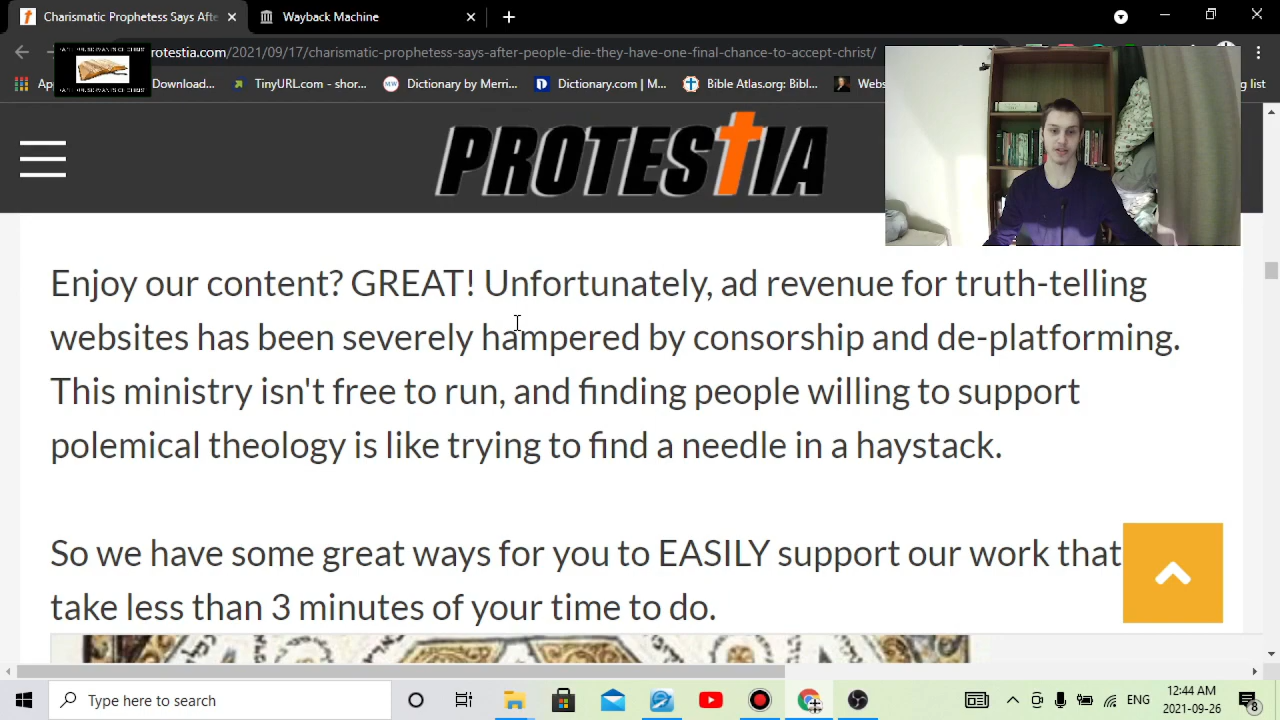 Charismatic Prophetess Says Afte
Wayback Machine
rotestia.com/2021/09/17/charismatic-prophetess-says-after-people-die-they-have-one-final-chance-to-accept-christ/
Downsoad...
TinyURL.com - shor...
Dictionary by Merri...
Dictionary.com | M...
Bible Atlas.org: Bibl...
Webs
g list
PROTESTIA
Enjoy our content? GREAT! Unfortunately, ad revenue for truth-telling
websites has been severely hampered by consorship and de-platforming.
This ministry isn't free to run, and finding people willing to support
polemical theology is like trying to find a needle in a haystack.
So we have some great ways for you to EASILY support our work that
take less than 3 minutes of your time to do.
Type here to search
ENG
12:44 AM
2021-09-26
8